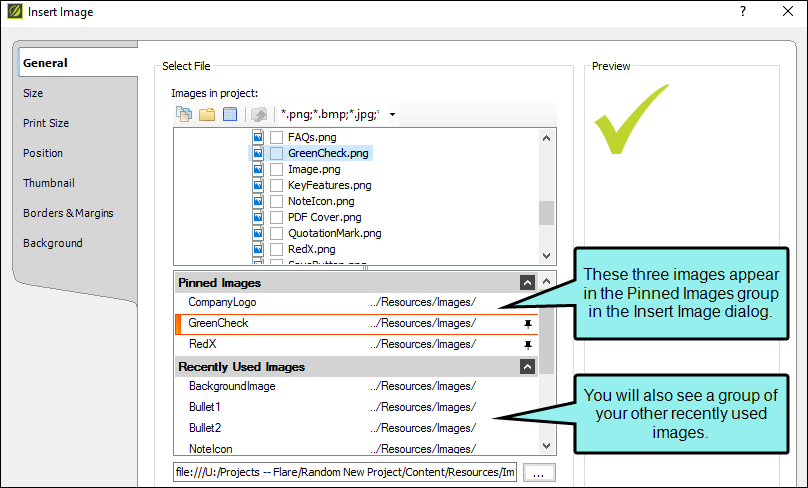 Insert Image
?
General
Size
Print Size
Position
Thumbnail
Borders & Margins
Background
Select File
Images in project:
*.png;*.bmp;*.jpg;*
FAQs.png
GreenCheck.png
Image.png
KeyFeatures.png
NoteIcon.png
PDF Cover.png
QuotationMark.png
RedX.png
Pinned Images
CompanyLogo ../Resources/Images/
GreenCheck ../Resources/Images/
RedX ../Resources/Images/
Recently Used Images
BackgroundImage ../Resources/Images/
Bullet1 ../Resources/Images/
Bullet2 ../Resources/Images/
NoteIcon ../Resources/Images/
file:///U:/Projects -- Flare/Random New Project/Content/Resources/Im
...
Preview
These three images appear
in the Pinned Images group
in the Insert Image dialog.
You will also see a group of
your other recently used
images.